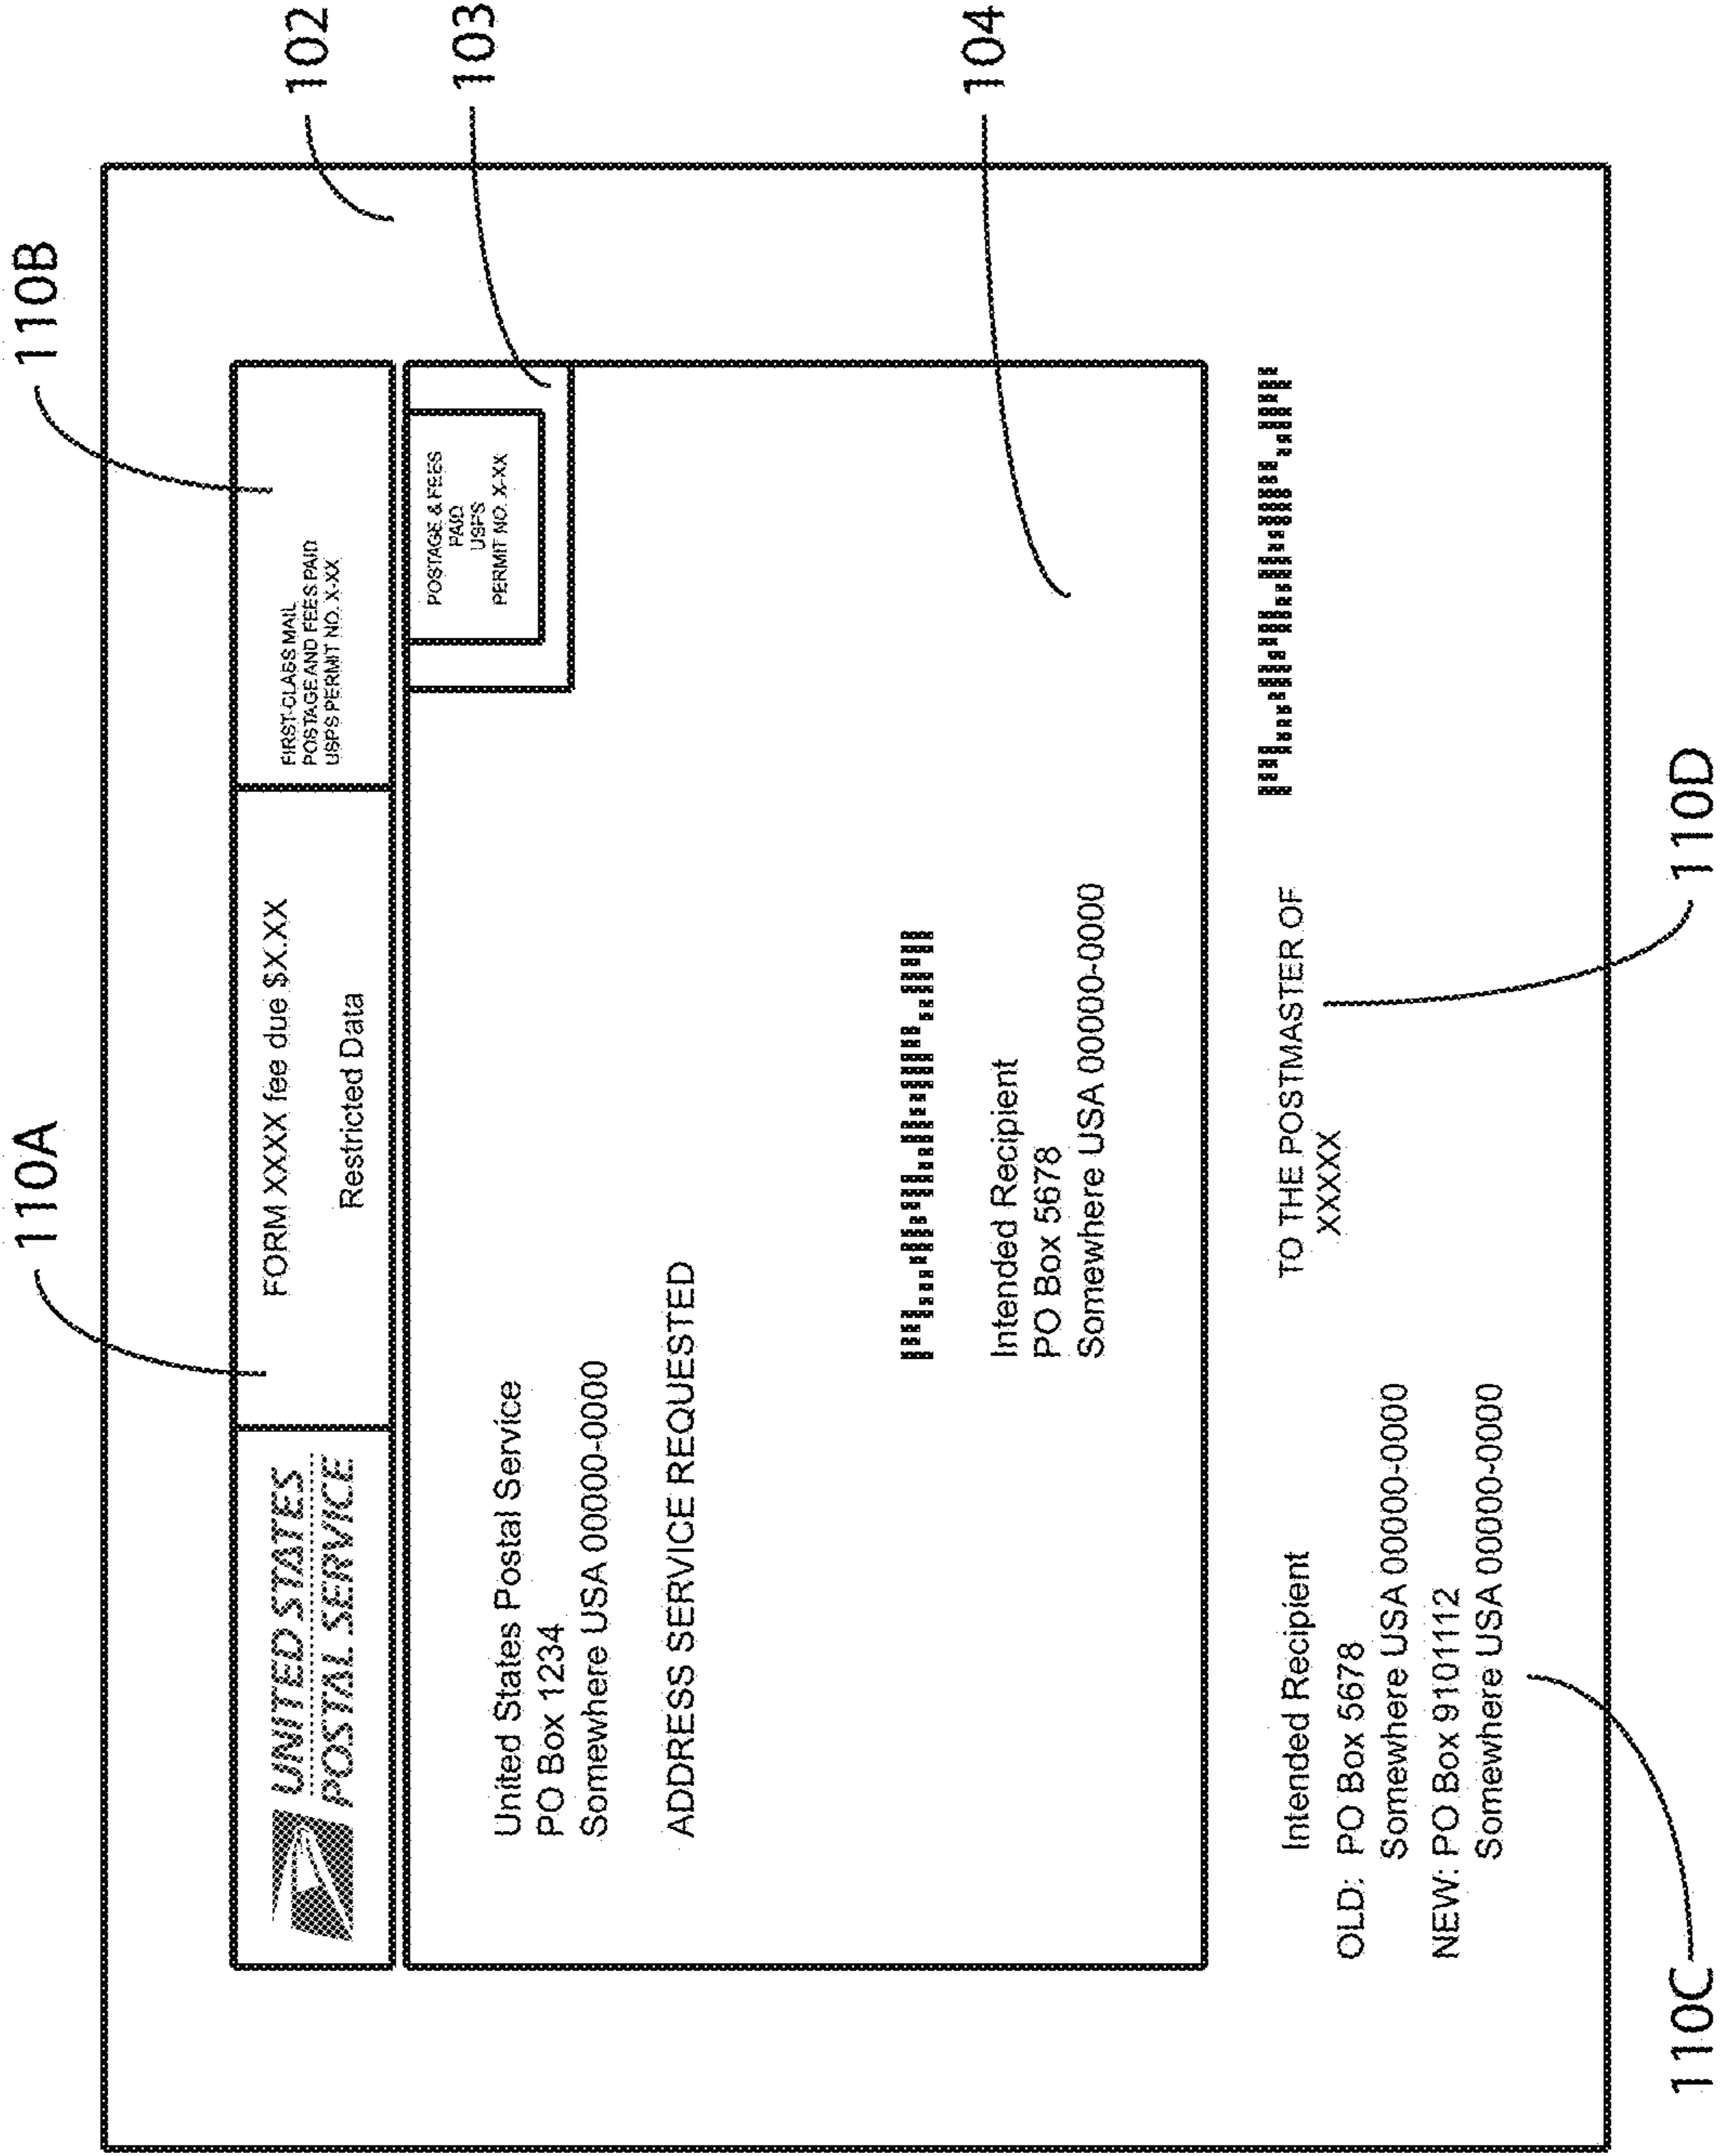 110A
110B
102
UNITED STATES
POSTAL SERVICE
FORM XXXX fee due $X.XX
Restricted Data
FIRST-CLASS MAIL
POSTAGE AND FEES PAID
USPS PERMIT NO. X-XX
103
POSTAGE & FEES
PAID
USPS
PERMIT NO. X-XX
United States Postal Service
PO Box 1234
Somewhere USA 00000-0000
ADDRESS SERVICE REQUESTED
104
Intended Recipient
PO Box 5678
Somewhere USA 00000-0000
Intended Recipient
OLD: PO Box 5678
Somewhere USA 00000-0000
NEW: PO Box 9101112
Somewhere USA 00000-0000
TO THE POSTMASTER OF
XXXXX
110C
110D